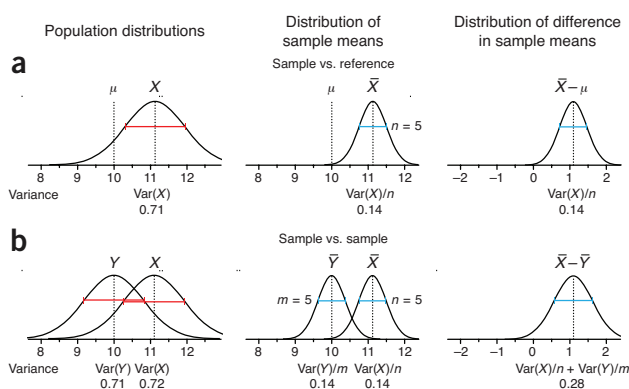 Population distributions
Distribution of
sample means
Distribution of difference
in sample means
a
Sample vs. reference
μ X
μ X̄
n = 5
X̄ – μ
8 9 10 11 12
8 9 10 11 12
–2 –1 0 1 2
Variance
Var(X)
0.71
Var(X)/n
0.14
Var(X)/n
0.14
b
Sample vs. sample
Y X
Ȳ X̄
m = 5
n = 5
X̄ – Ȳ
8 9 10 11 12
8 9 10 11 12
–2 –1 0 1 2
Variance
Var(Y) Var(X)
0.71 0.72
Var(Y)/m Var(X)/n
0.14 0.14
Var(X)/n + Var(Y)/m
0.28